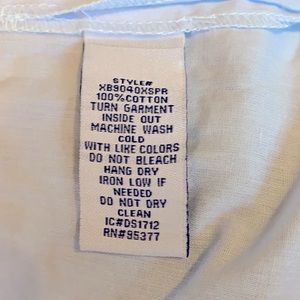 STYLE#
XB9040XSPR
100%COTTON
TURN GARMENT
INSIDE OUT
MACHINE WASH
COLD
WITH LIKE COLORS
DO NOT BLEACH
HANG DRY
IRON LOW IF
NEEDED
DO NOT DRY
CLEAN
IC#DS1712
RN#95377